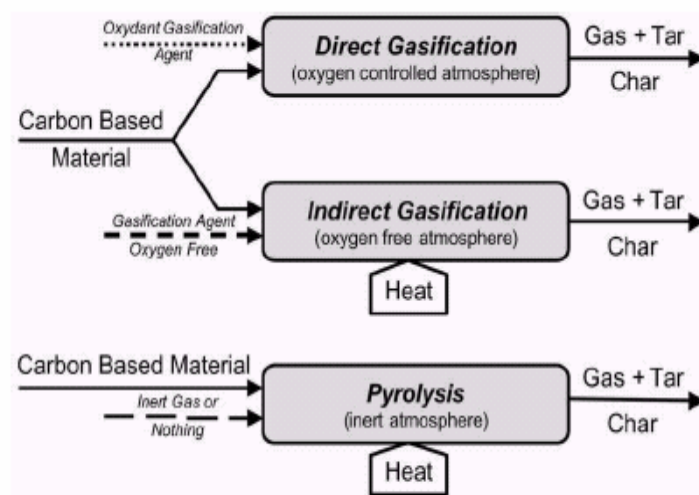 Oxydant Gasification
Agent
Direct Gasification
(oxygen controlled atmosphere)
Gas + Tar
Char
Carbon Based
Material
Gasification Agent
Oxygen Free
Indirect Gasification
(oxygen free atmosphere)
Gas + Tar
Char
Heat
Carbon Based Material
Inert Gas or
Nothing
Pyrolysis
(inert atmosphere)
Gas + Tar
Char
Heat